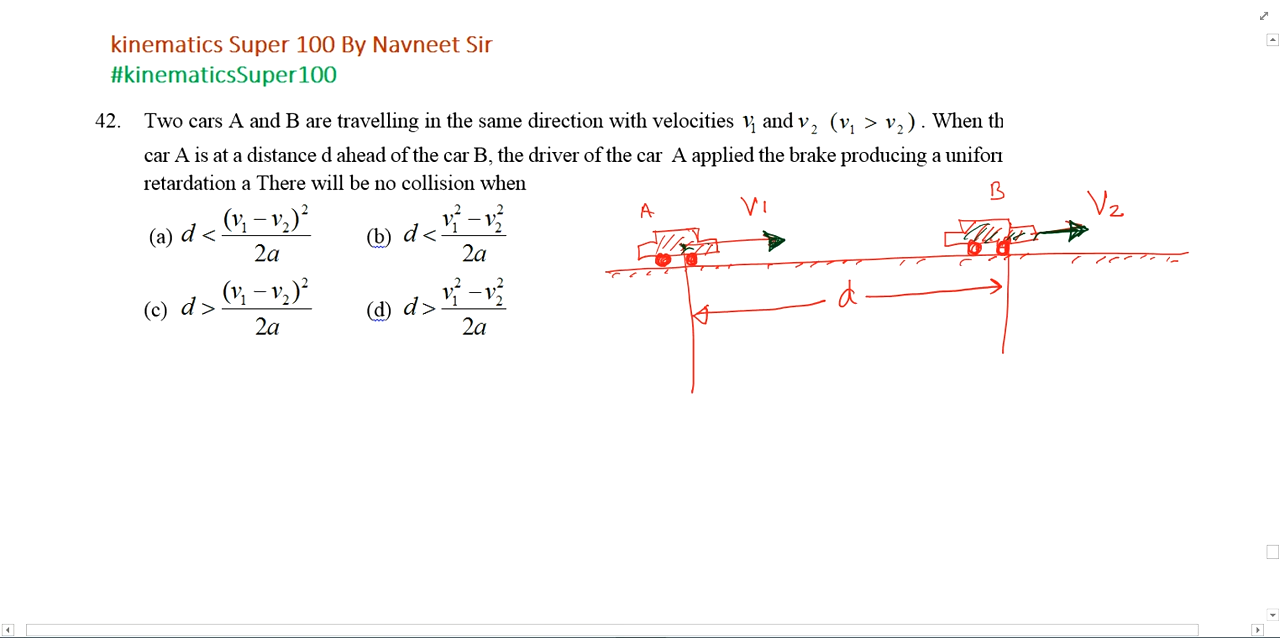 kinematics Super 100 By Navneet Sir
#kinematicsSuper100
42. Two cars A and B are travelling in the same direction with velocities v₁ and v₂ (v₁ > v₂). When th
car A is at a distance d ahead of the car B, the driver of the car A applied the brake producing a uniforr
retardation a There will be no collision when
(a) d < (v₁ − v₂)² / 2a (b) d < v₁² − v₂² / 2a
(c) d > (v₁ − v₂)² / 2a (d) d > v₁² − v₂² / 2a
A V1 B V2
d